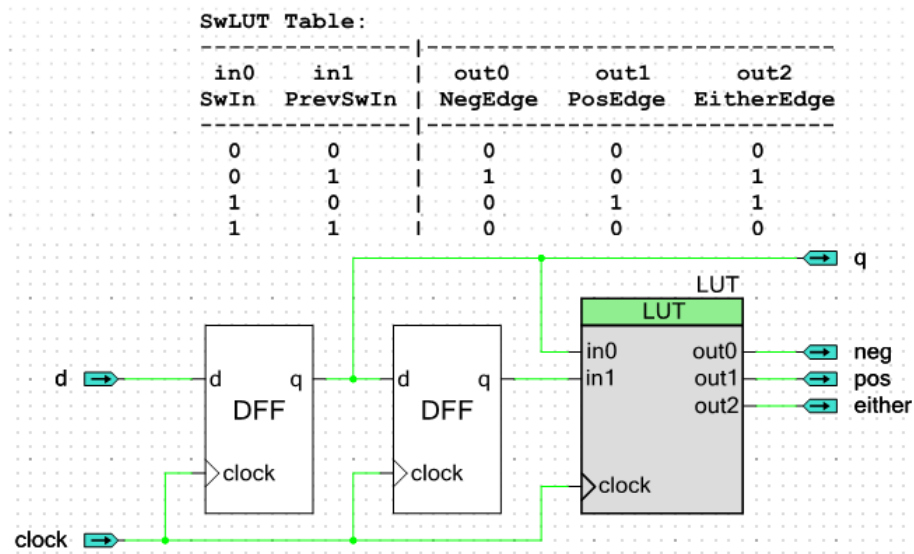 SwLUT Table:
in0 in1 | out0 out1 out2
SwIn PrevSwIn | NegEdge PosEdge EitherEdge
0 0 | 0 0 0
0 1 | 1 0 1
1 0 | 0 1 1
1 1 | 0 0 0
q
LUT
LUT
in0 out0 neg
d d q d q in1 out1 pos
DFF DFF out2 either
clock clock clock
clock